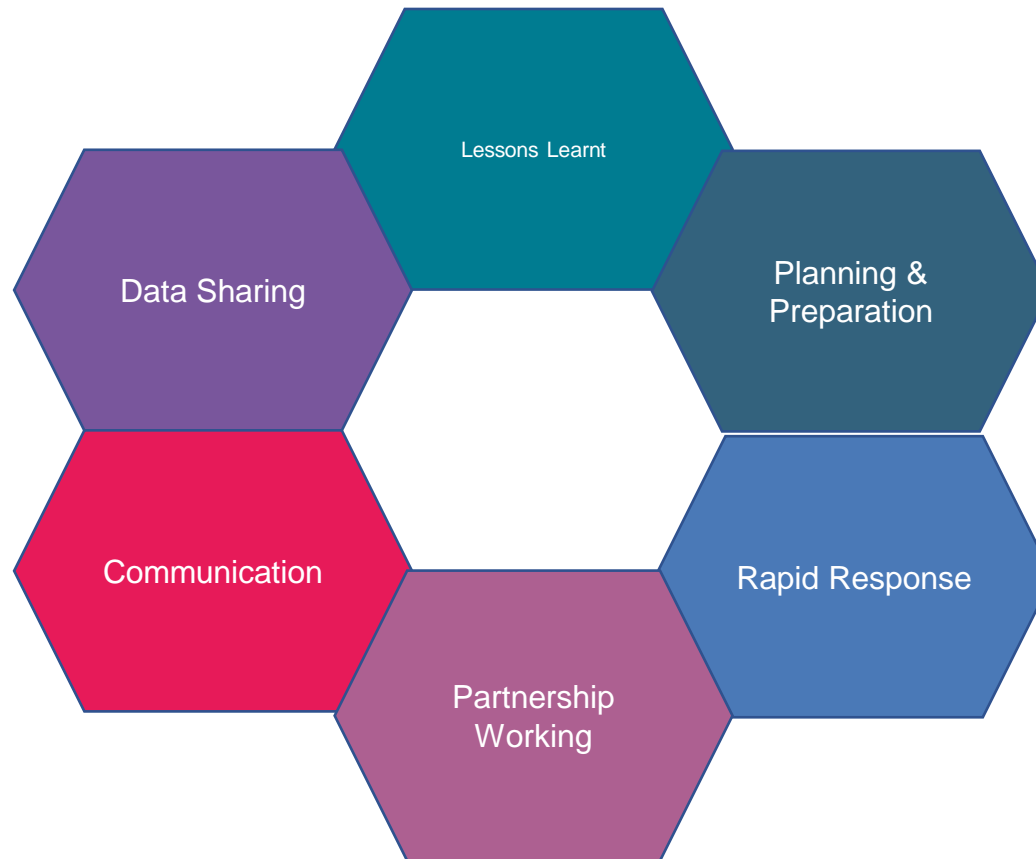 Lessons Learnt
Planning &
Preparation
Rapid Response
Partnership
Working
Communication
Data Sharing